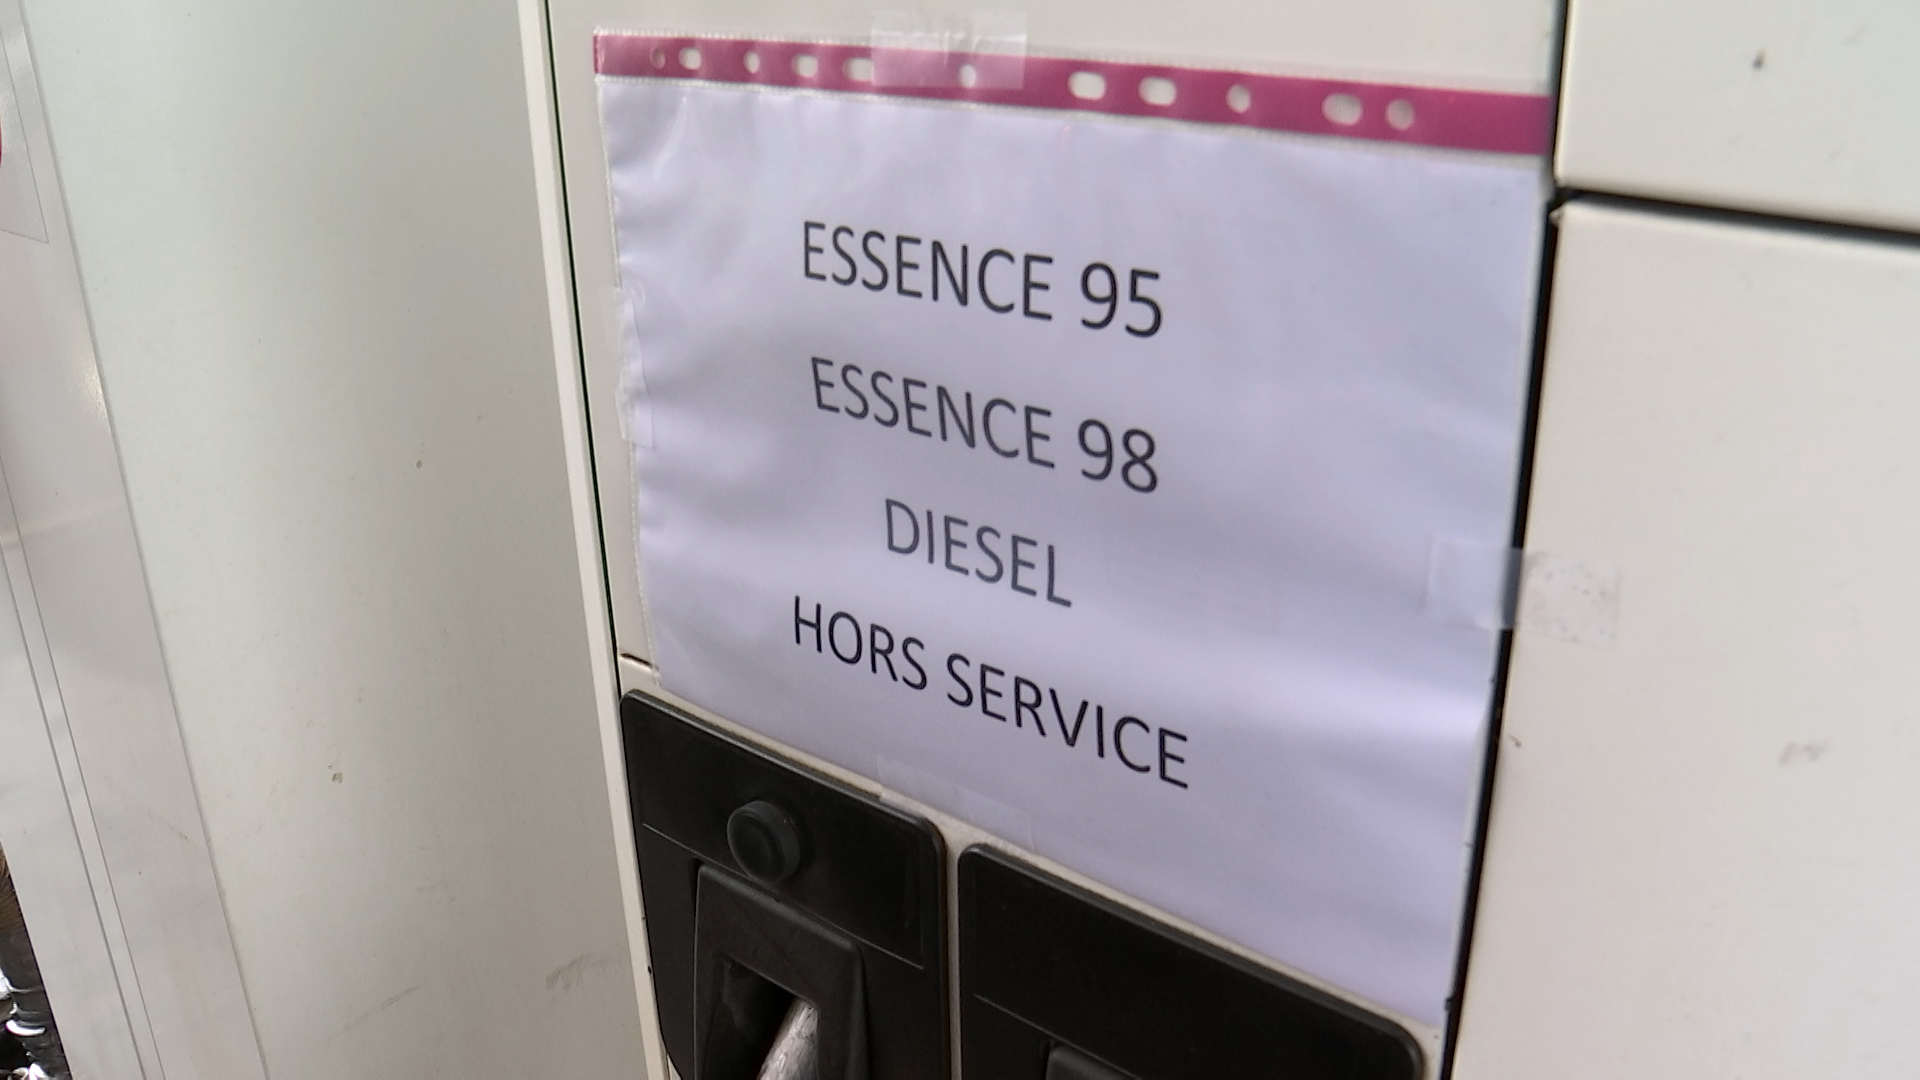 ESSENCE 95
ESSENCE 98
DIESEL
HORS SERVICE